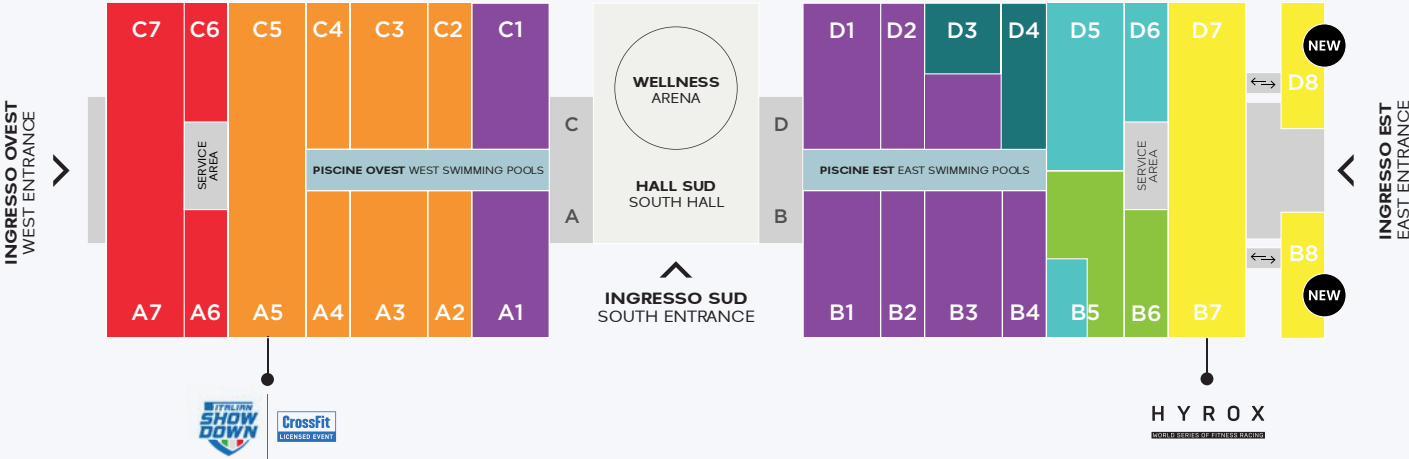 C7
C6
C5
C4
C3
C2
C1
D1
D2
D3
D4
D5
D6
D7
D8
NEW
INGRESSO OVEST
WEST ENTRANCE
SERVICE
AREA
PISCINE OVEST WEST SWIMMING POOLS
C
A
WELLNESS
ARENA
HALL SUD
SOUTH HALL
D
B
PISCINE EST EAST SWIMMING POOLS
SERVICE
AREA
INGRESSO EST
EAST ENTRANCE
A7
A6
A5
A4
A3
A2
A1
INGRESSO SUD
SOUTH ENTRANCE
B1
B2
B3
B4
B5
B6
B7
B8
NEW
ITALIAN
SHOW
DOWN
CrossFit
LICENSED EVENT
HYROX
WORLD SERIES OF FITNESS RACING